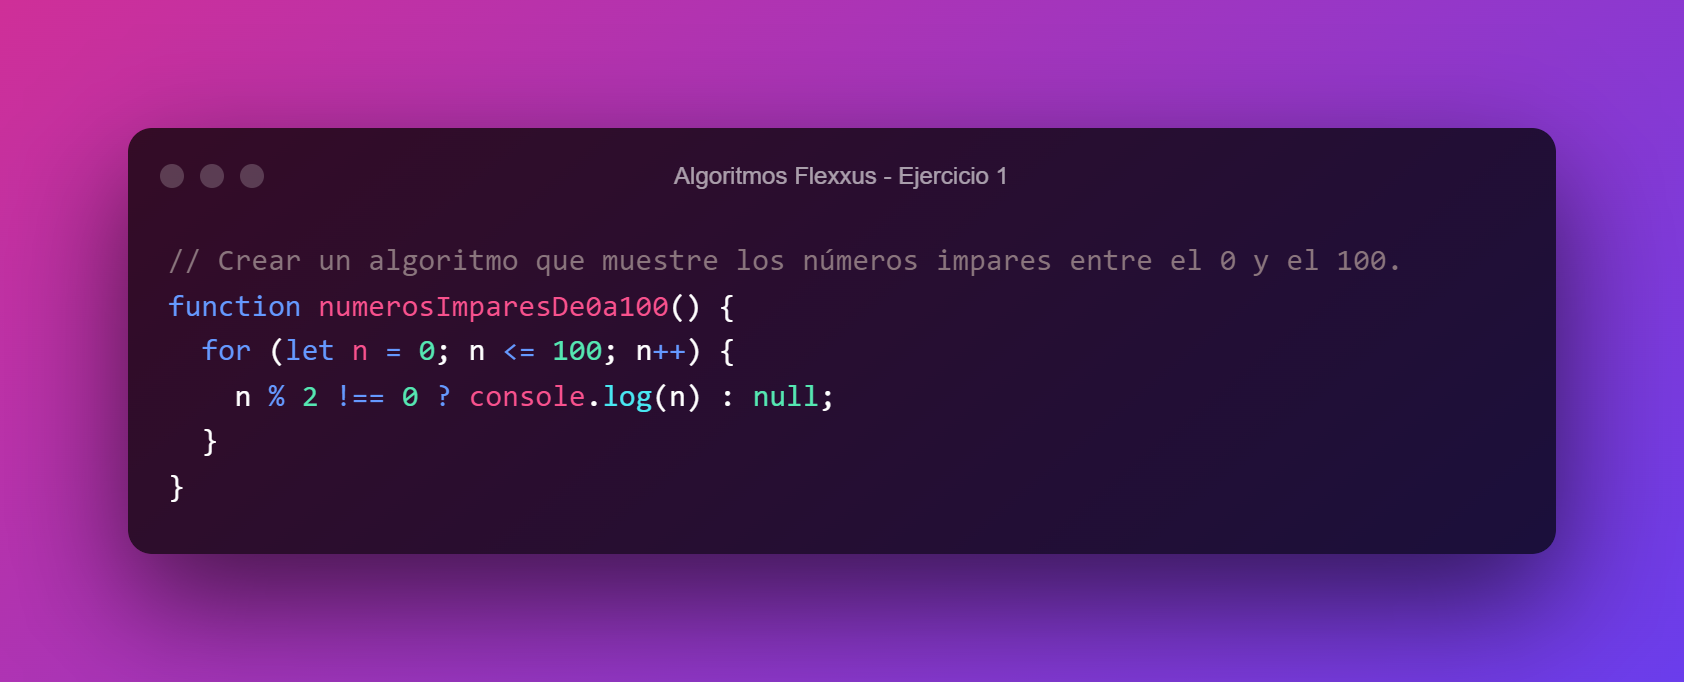 Algoritmos Flexxus - Ejercicio 1
// Crear un algoritmo que muestre los números impares entre el 0 y el 100.
function numerosImparesDe0a100() {
  for (let n = 0; n <= 100; n++) {
    n % 2 !== 0 ? console.log(n) : null;
  }
}